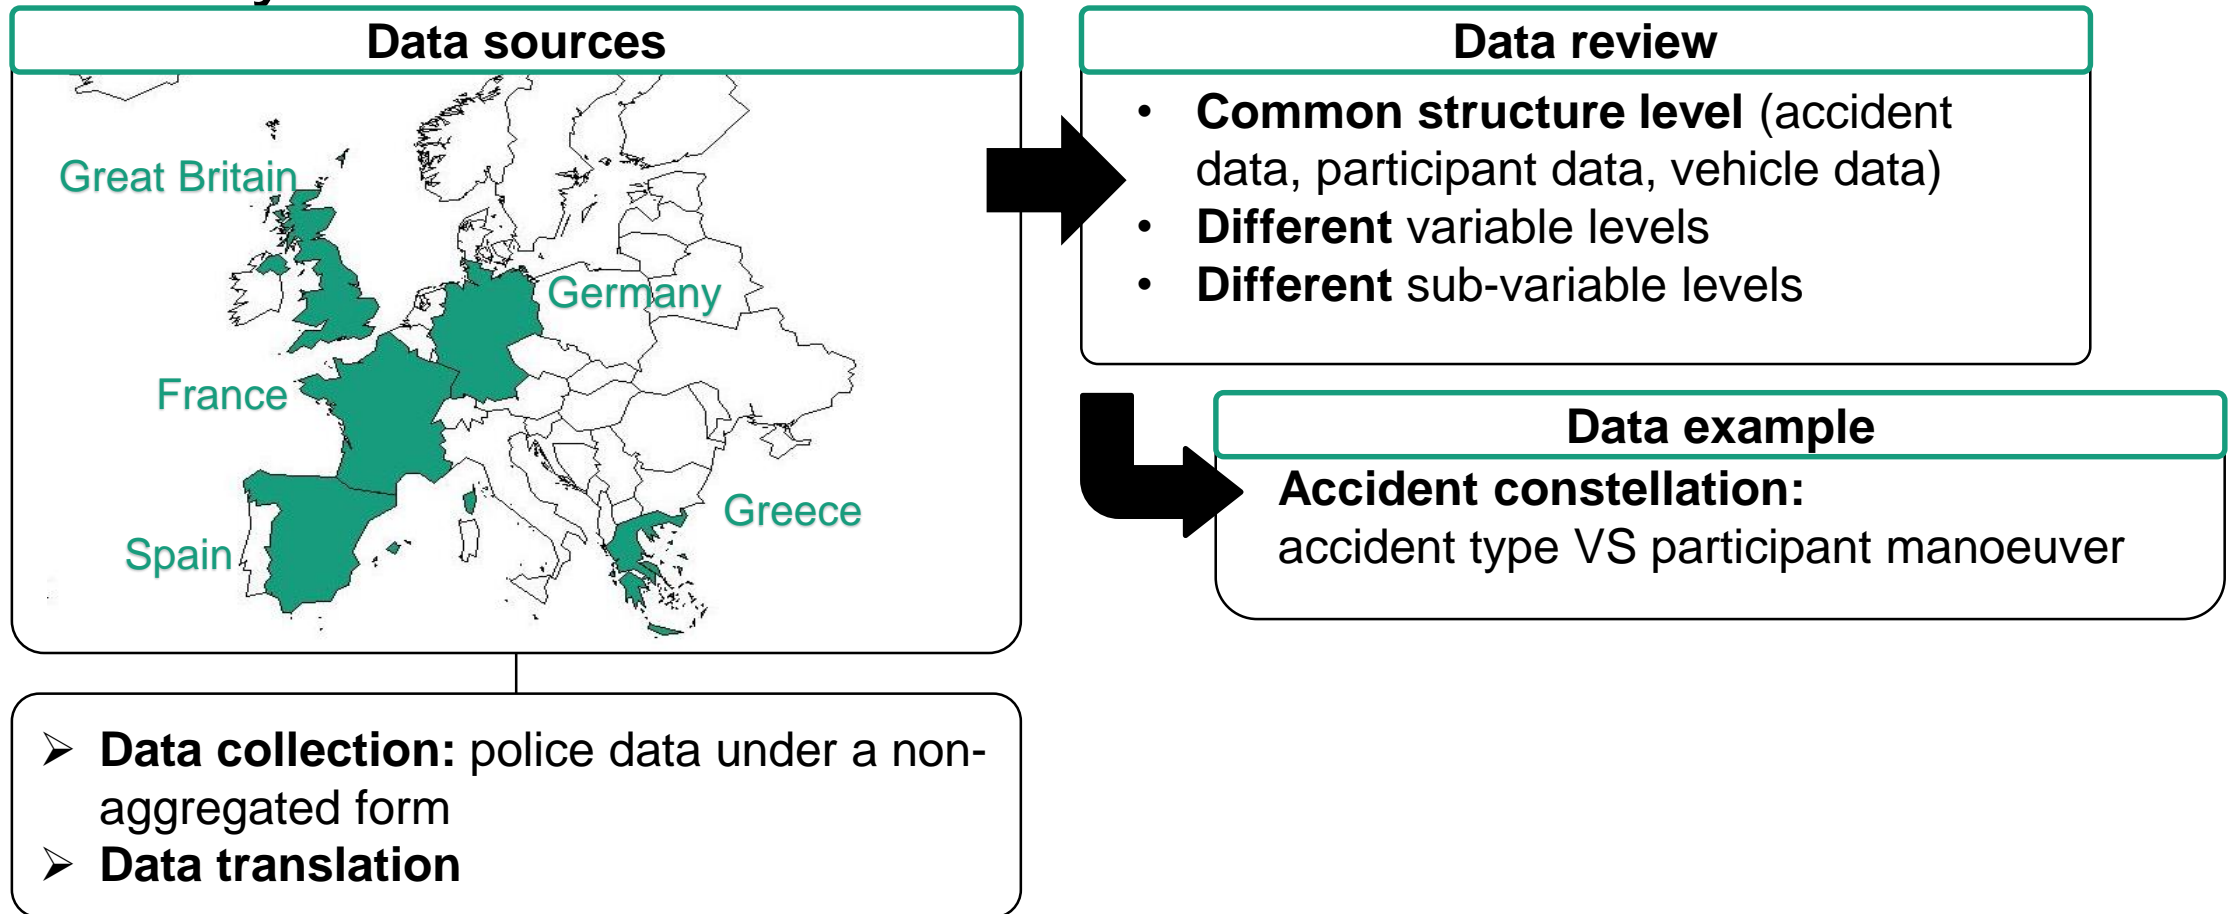 Data sources
Great Britain
Germany
France
Greece
Spain
➢ Data collection: police data under a non-
aggregated form
➢ Data translation
Data review
• Common structure level (accident
data, participant data, vehicle data)
• Different variable levels
• Different sub-variable levels
Data example
Accident constellation:
accident type VS participant manoeuver